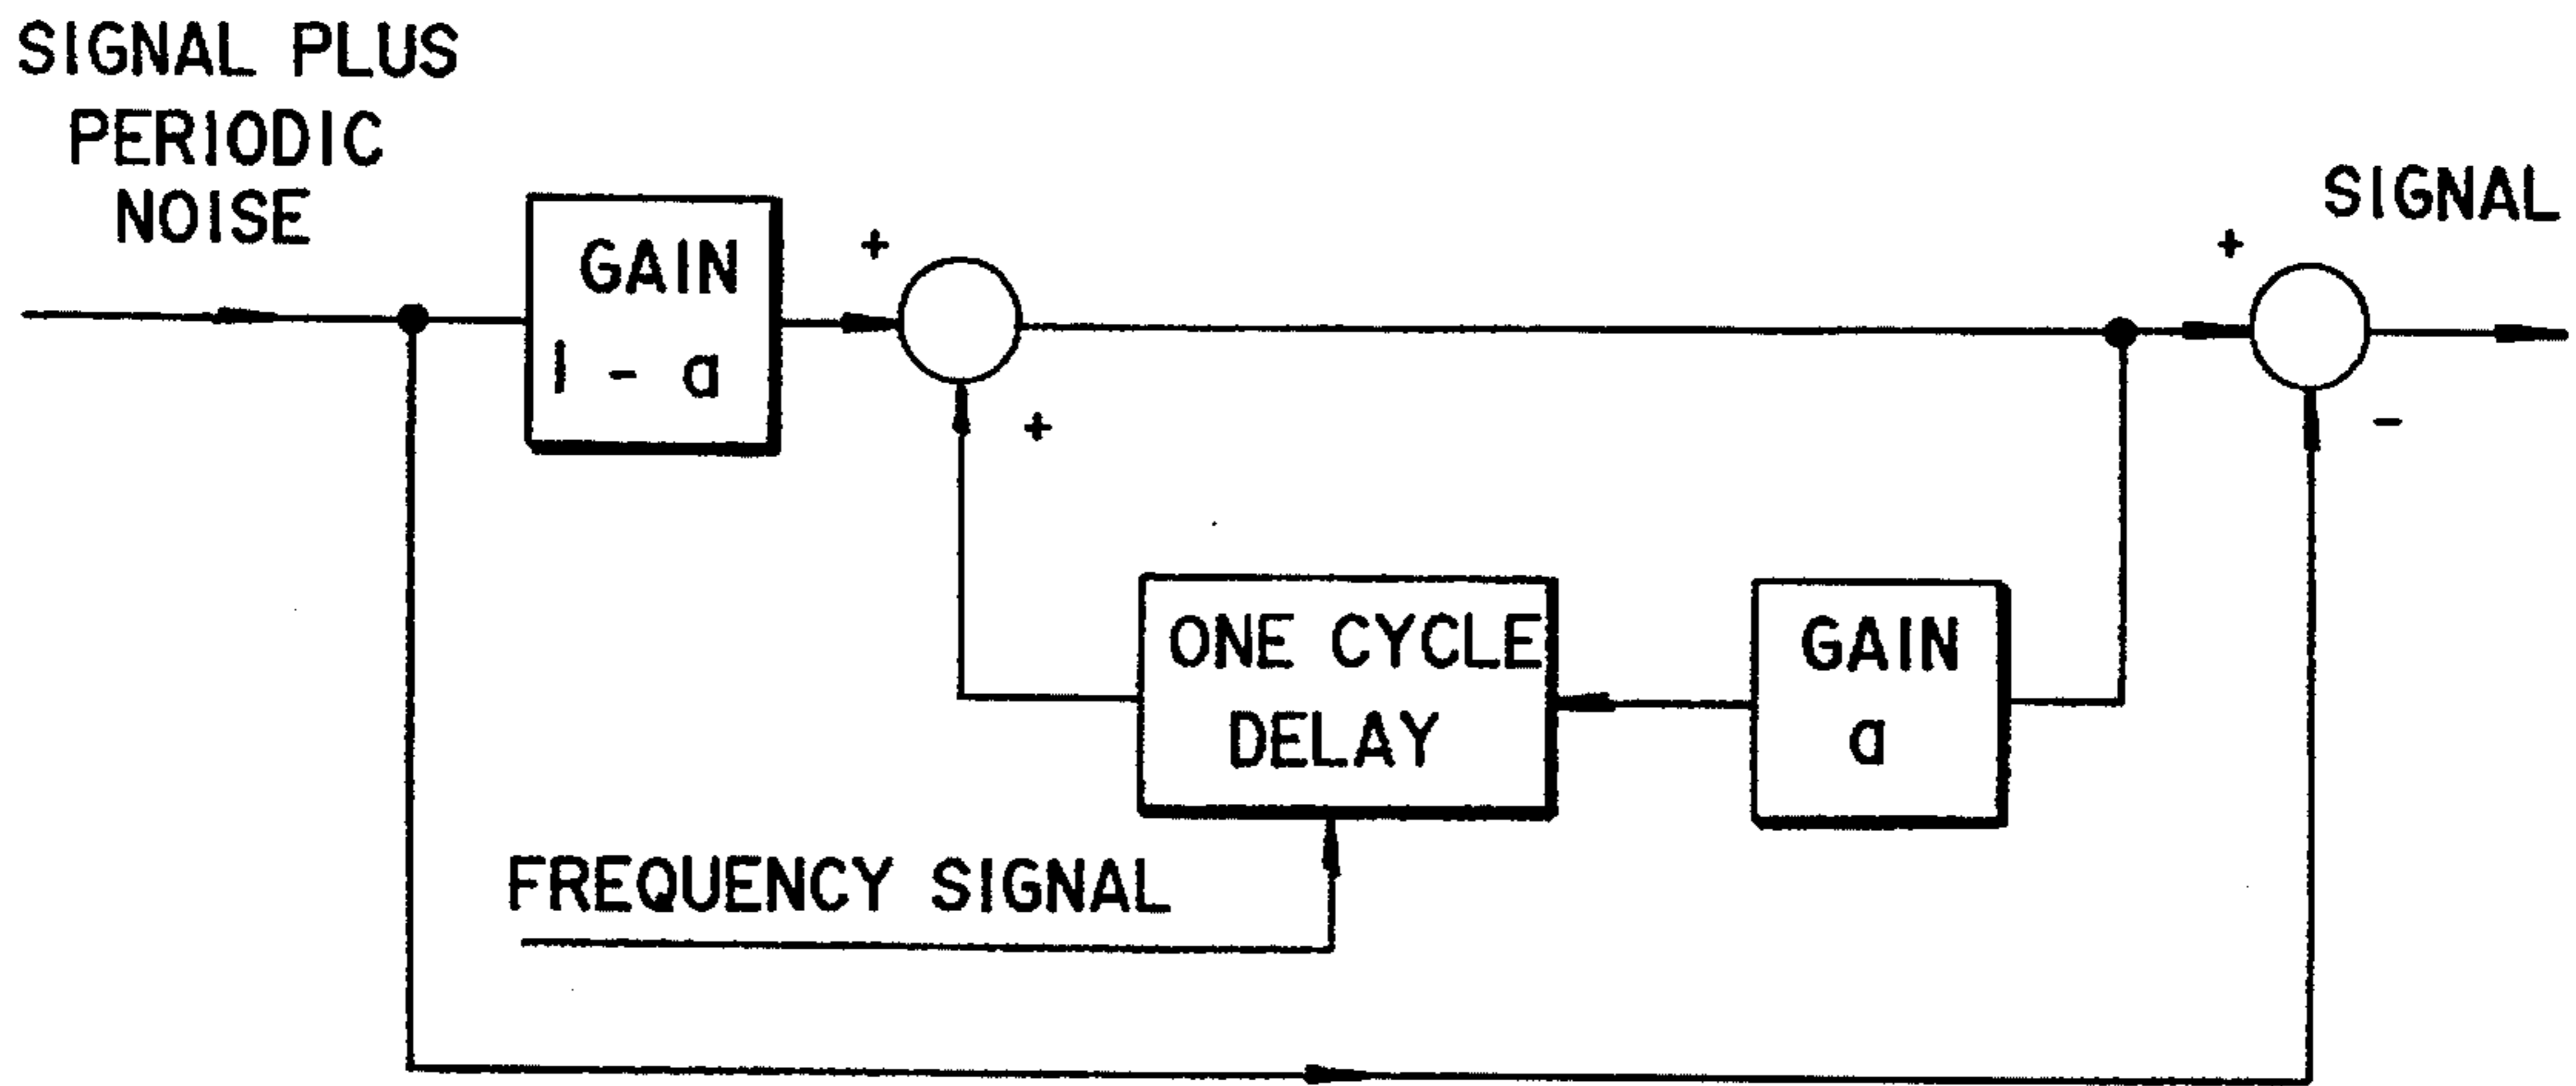 SIGNAL PLUS
PERIODIC
NOISE
GAIN
1 - a
+
+
SIGNAL
+
-
ONE CYCLE
DELAY
GAIN
a
FREQUENCY SIGNAL